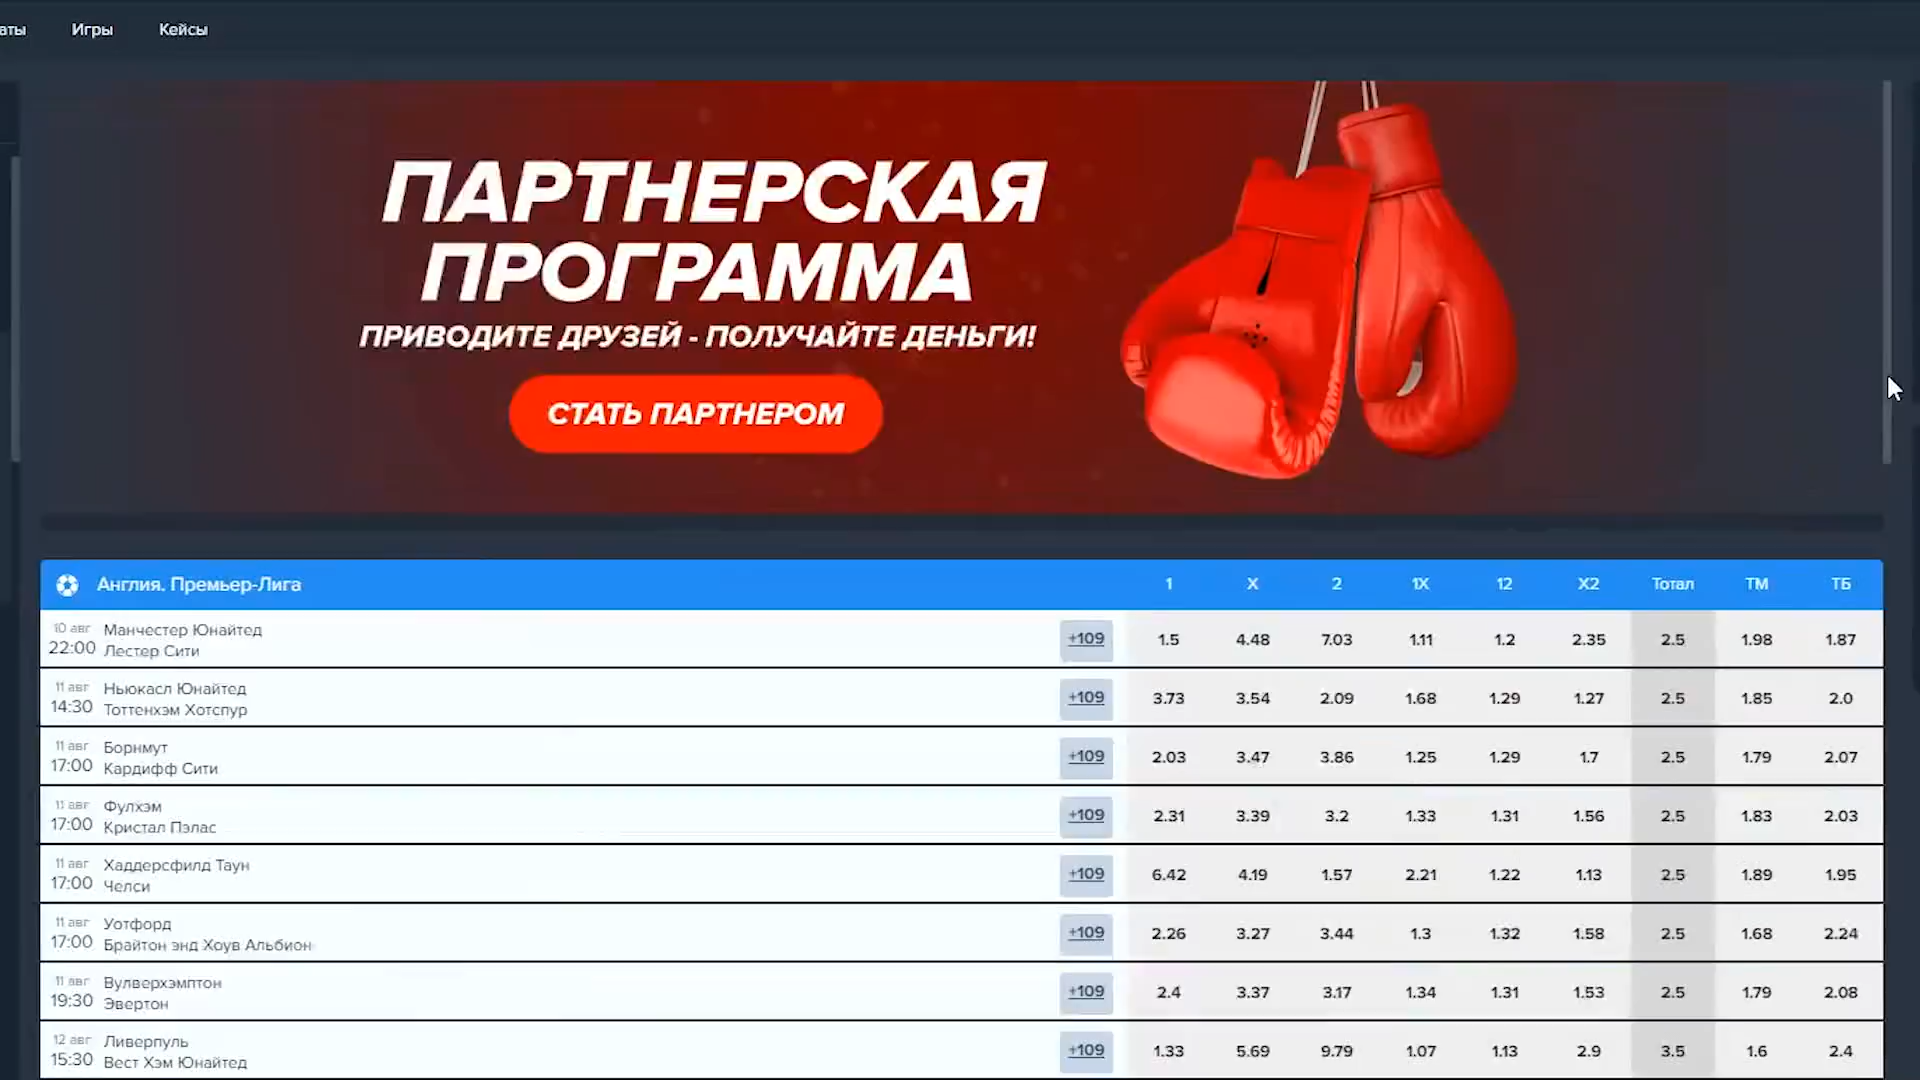 Игры Кейсы
ПАРТНЕРСКАЯ
ПРОГРАММА
ПРИВОДИТЕ ДРУЗЕЙ - ПОЛУЧАЙТЕ ДЕНЬГИ!
СТАТЬ ПАРТНЕРОМ
Англия. Премьер-Лига 1 X 2 1X 12 X2 Тотал ТМ ТБ
10 авг Манчестер Юнайтед
22:00 Лестер Сити +109 1.5 4.48 7.03 1.11 1.2 2.35 2.5 1.98 1.87
11 авг Ньюкасл Юнайтед
14:30 Тоттенхэм Хотспур +109 3.73 3.54 2.09 1.68 1.29 1.27 2.5 1.85 2.0
11 авг Борнмут
17:00 Кардифф Сити +109 2.03 3.47 3.86 1.25 1.29 1.7 2.5 1.79 2.07
11 авг Фулхэм
17:00 Кристал Пэлас +109 2.31 3.39 3.2 1.33 1.31 1.56 2.5 1.83 2.03
11 авг Хаддерсфилд Таун
17:00 Челси +109 6.42 4.19 1.57 2.21 1.22 1.13 2.5 1.89 1.95
11 авг Уотфорд
17:00 Брайтон энд Хоув Альбион +109 2.26 3.27 3.44 1.3 1.32 1.58 2.5 1.68 2.24
11 авг Вулверхэмптон
19:30 Эвертон +109 2.4 3.37 3.17 1.34 1.31 1.53 2.5 1.79 2.08
12 авг Ливерпуль
15:30 Вест Хэм Юнайтед +109 1.33 5.69 9.79 1.07 1.13 2.9 3.5 1.6 2.4